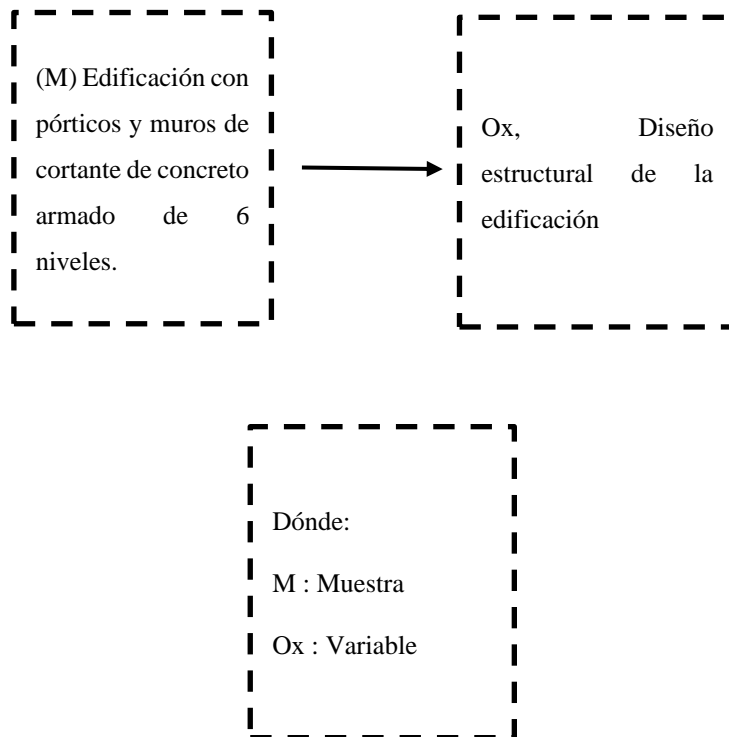 (M) Edificación con
pórticos y muros de
cortante de concreto
armado de 6
niveles.
Ox, Diseño
estructural de la
edificación
Dónde:
M : Muestra
Ox : Variable